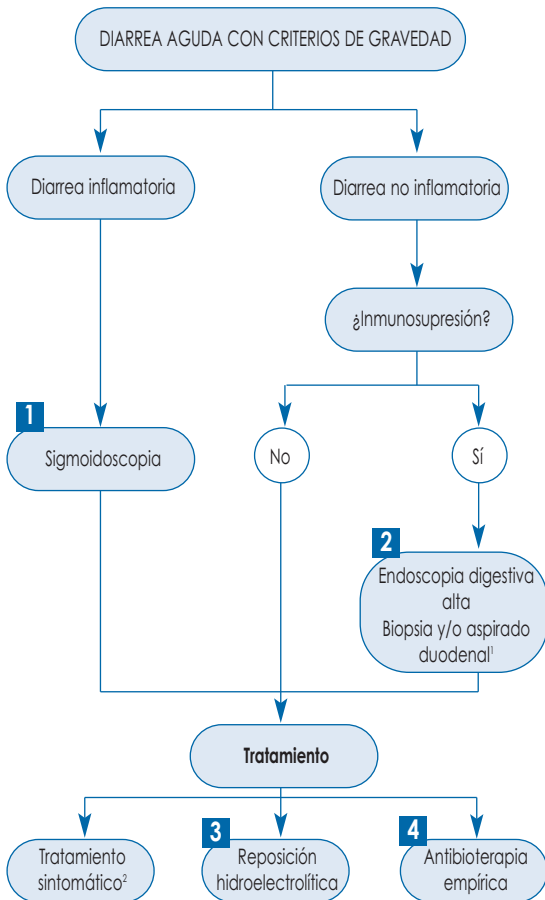 DIARREA AGUDA CON CRITERIOS DE GRAVEDAD
Diarrea inflamatoria
Diarrea no inflamatoria
¿Inmunosupresión?
1
Sigmoidoscopia
No
Sí
2
Endoscopia digestiva
alta
Biopsia y/o aspirado
duodenal¹
Tratamiento
Tratamiento
sintomático²
3
Reposición
hidroelectrolítica
4
Antibioterapia
empírica